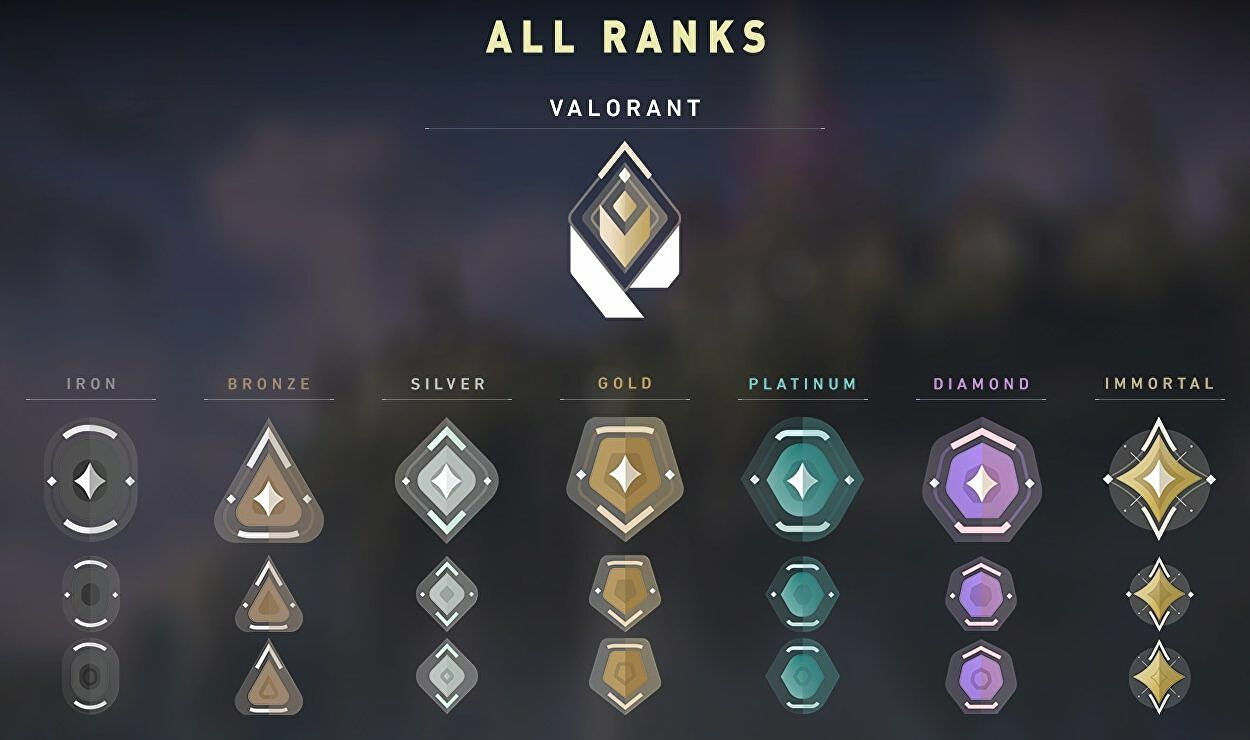 ALL RANKS
VALORANT
IRON BRONZE SILVER GOLD PLATINUM DIAMOND IMMORTAL